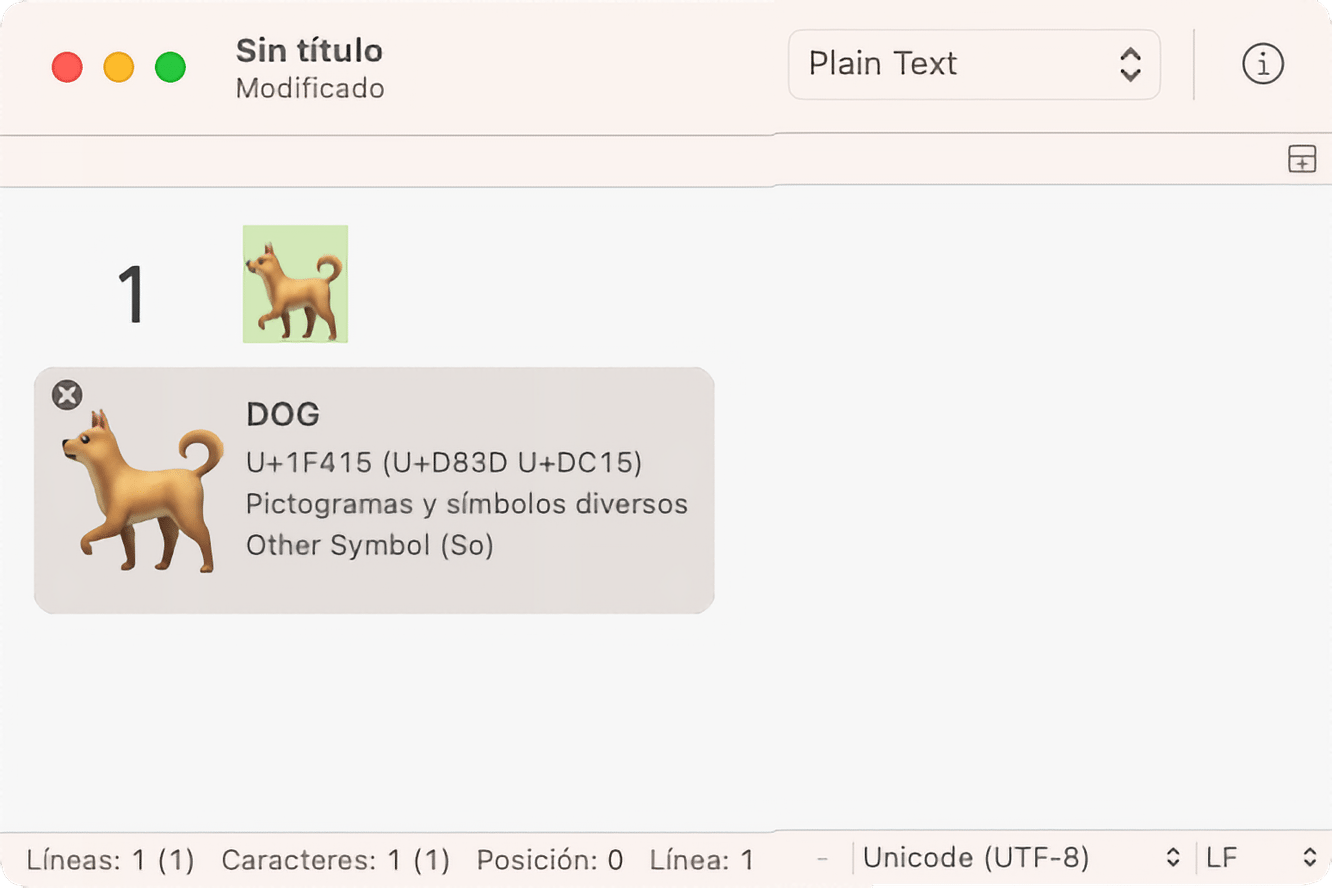 Sin título
Modificado
Plain Text
1
DOG
U+1F415 (U+D83D U+DC15)
Pictogramas y símbolos diversos
Other Symbol (So)
Líneas: 1 (1) Caracteres: 1 (1) Posición: 0 Línea: 1 - Unicode (UTF-8) LF